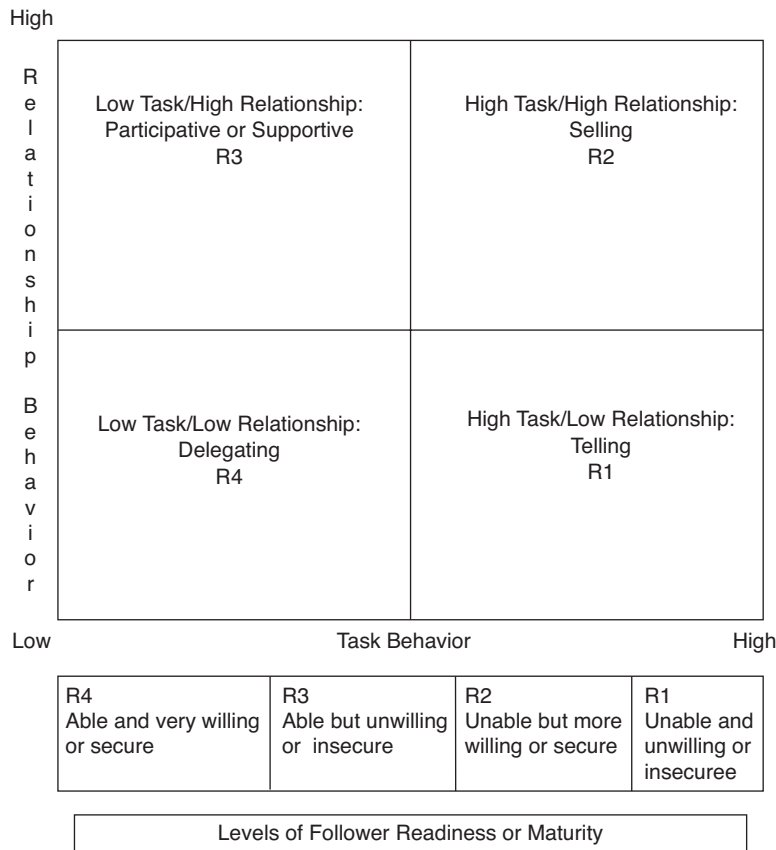 High
Relationship Behavior
Low Task/High Relationship:
Participative or Supportive
R3
High Task/High Relationship:
Selling
R2
Low Task/Low Relationship:
Delegating
R4
High Task/Low Relationship:
Telling
R1
Low
Task Behavior
High
R4
Able and very willing
or secure
R3
Able but unwilling
or insecure
R2
Unable but more
willing or secure
R1
Unable and
unwilling or
insecuree
Levels of Follower Readiness or Maturity